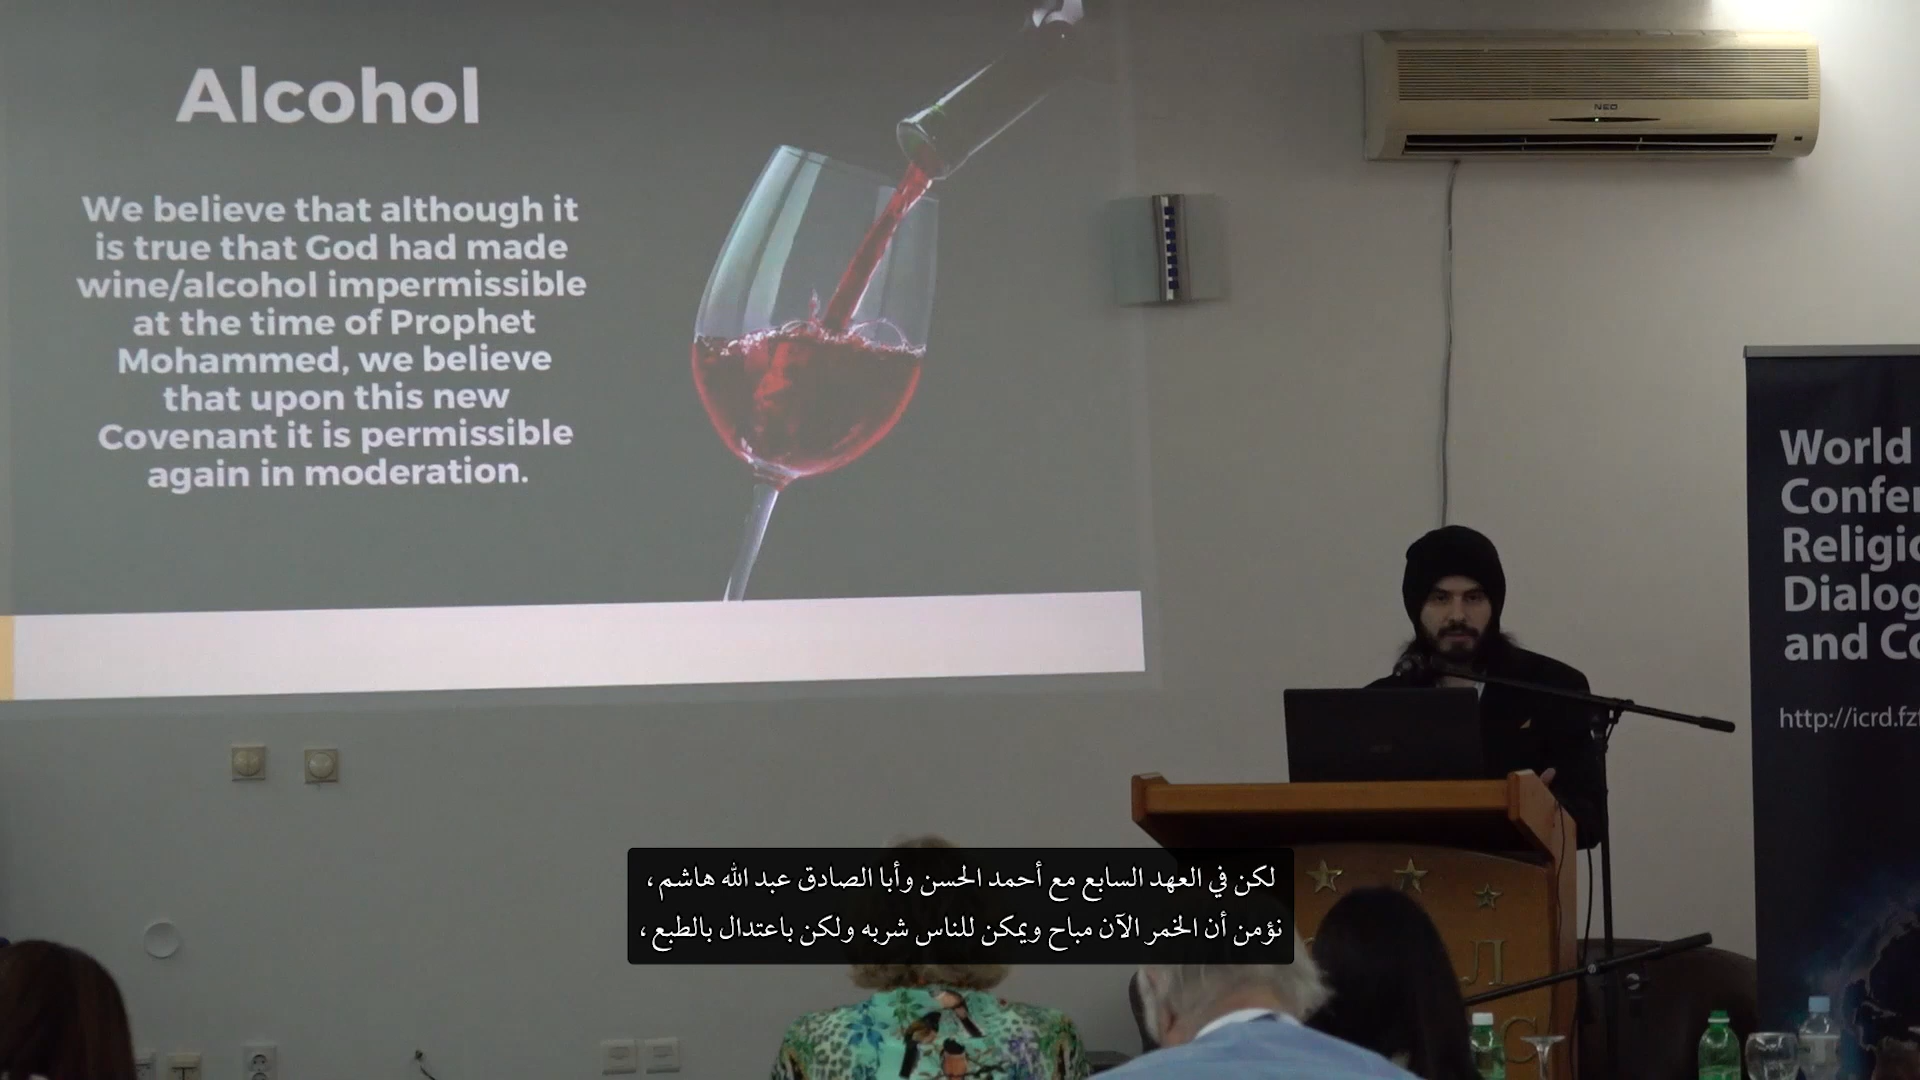 Alcohol
We believe that although it
is true that God had made
wine/alcohol impermissible
at the time of Prophet
Mohammed, we believe
that upon this new
Covenant it is permissible
again in moderation.
NEO
World
Confer
Religio
Dialog
and Co
http://icrd.fzf
لكن في العهد السابع مع أحمد الحسن وأبا الصادق عبد الله هاشم،
نؤمن أن الخمر الآن مباح ويمكن للناس شربه ولكن باعتدال بالطبع،